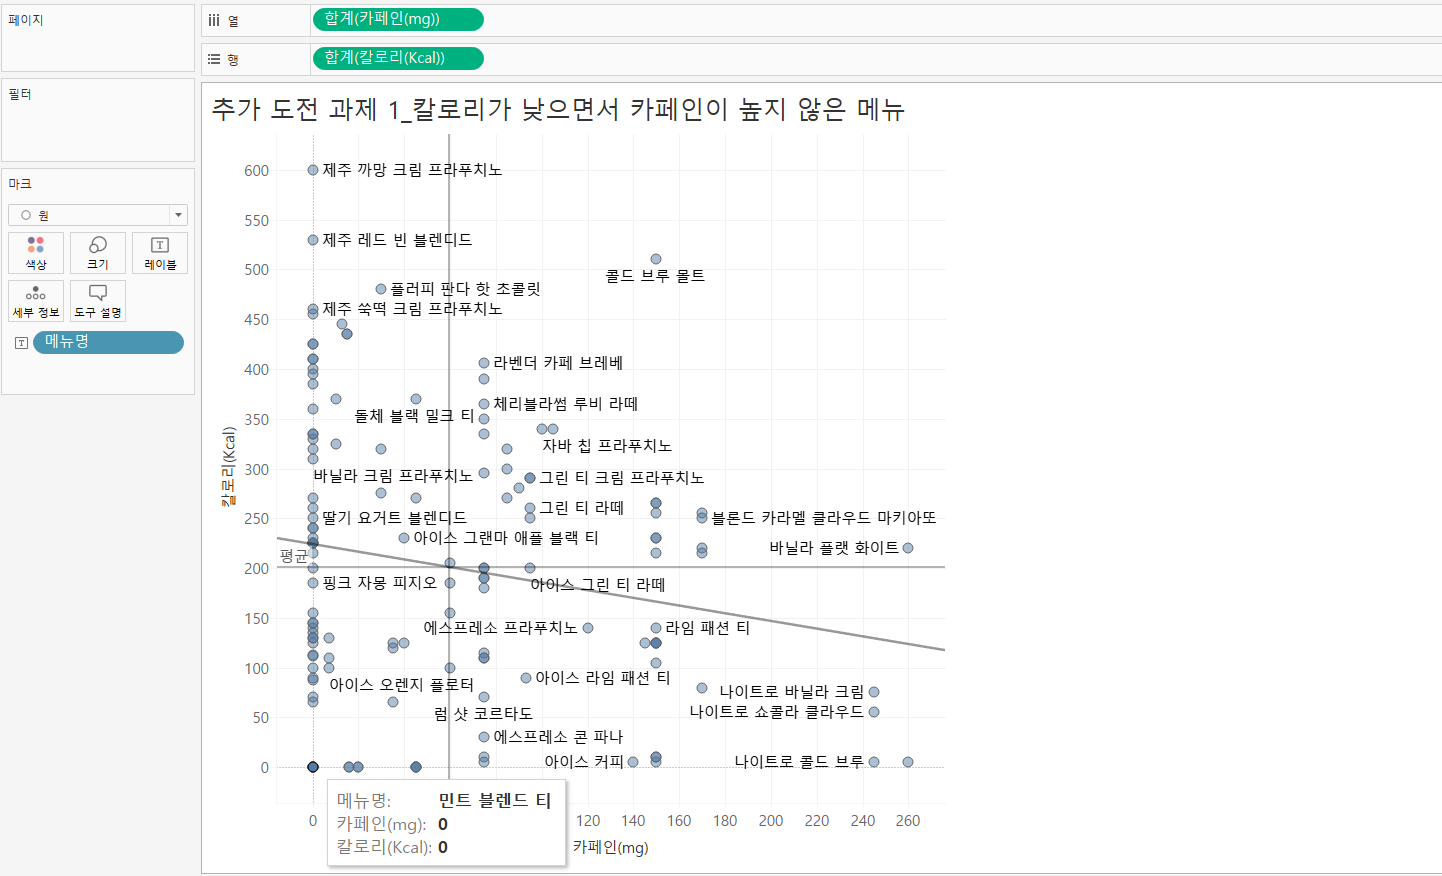 페이지
iii 열
합계(카페인(mg))
행
합계(칼로리(Kcal))
필터
마크
원
색상
크기
레이블
세부 정보
도구 설명
메뉴명
추가 도전 과제 1_칼로리가 낮으면서 카페인이 높지 않은 메뉴
600
제주 까망 크림 프라푸치노
550
제주 레드 빈 블렌디드
500
콜드 브루 몰트
플러피 판다 핫 초콜릿
450
제주 쑥떡 크림 프라푸치노
400
라벤더 카페 브레베
체리블라썸 루비 라떼
350
돌체 블랙 밀크 티
자바 칩 프라푸치노
300
바닐라 크림 프라푸치노
그린 티 크림 프라푸치노
칼로리(Kcal)
250
그린 티 라떼
딸기 요거트 블렌디드
블론드 카라멜 클라우드 마키아또
아이스 그랜마 애플 블랙 티
바닐라 플랫 화이트
평균
200
핑크 자몽 피지오
아이스 그린 티 라떼
150
에스프레소 프라푸치노
라임 패션 티
100
아이스 오렌지 플로터
아이스 라임 패션 티
나이트로 바닐라 크림
50
럼 샷 코르타도
나이트로 쇼콜라 클라우드
에스프레소 콘 파나
0
아이스 커피
나이트로 콜드 브루
메뉴명: 민트 블렌드 티
카페인(mg): 0
칼로리(Kcal): 0
0 120 140 160 180 200 220 240 260
카페인(mg)